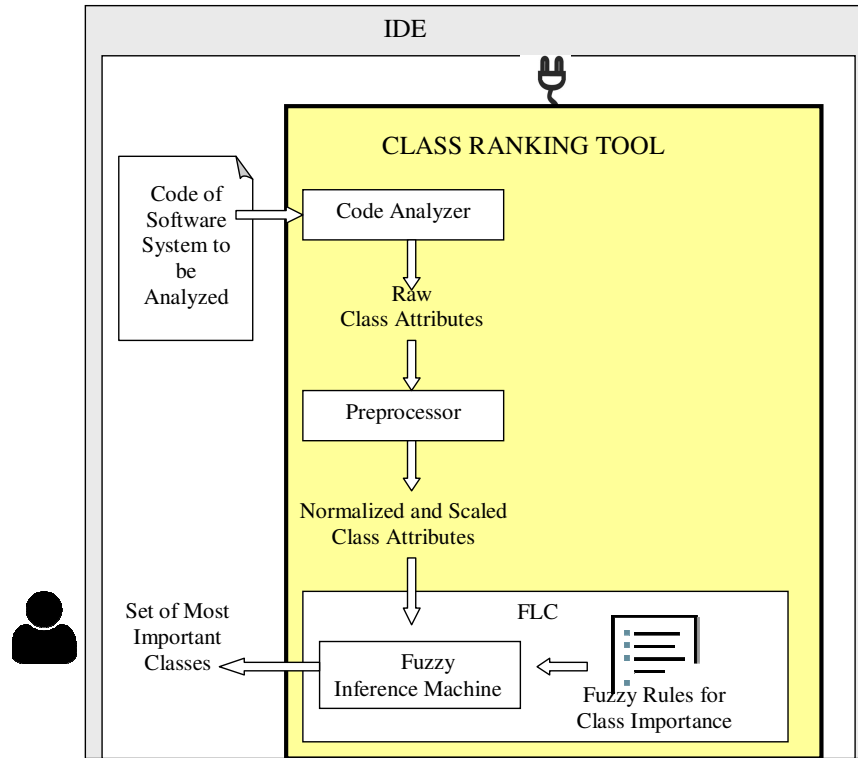 IDE
CLASS RANKING TOOL
Code of
Software
System to
be
Analyzed
Code Analyzer
Raw
Class Attributes
Preprocessor
Normalized and Scaled
Class Attributes
Set of Most
Important
Classes
FLC
Fuzzy
Inference Machine
Fuzzy Rules for
Class Importance